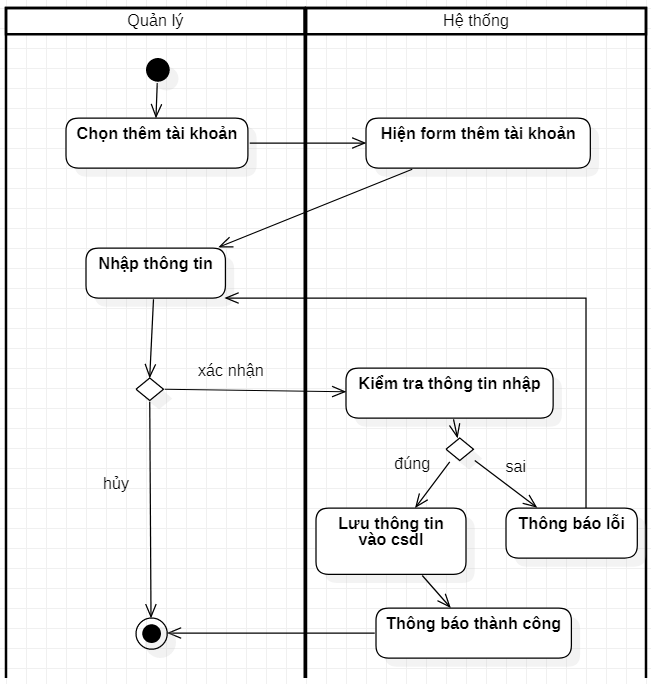 Quản lý
Hệ thống
Chọn thêm tài khoản
Hiện form thêm tài khoản
Nhập thông tin
xác nhận
Kiểm tra thông tin nhập
đúng
sai
hủy
Lưu thông tin
vào csdl
Thông báo lỗi
Thông báo thành công